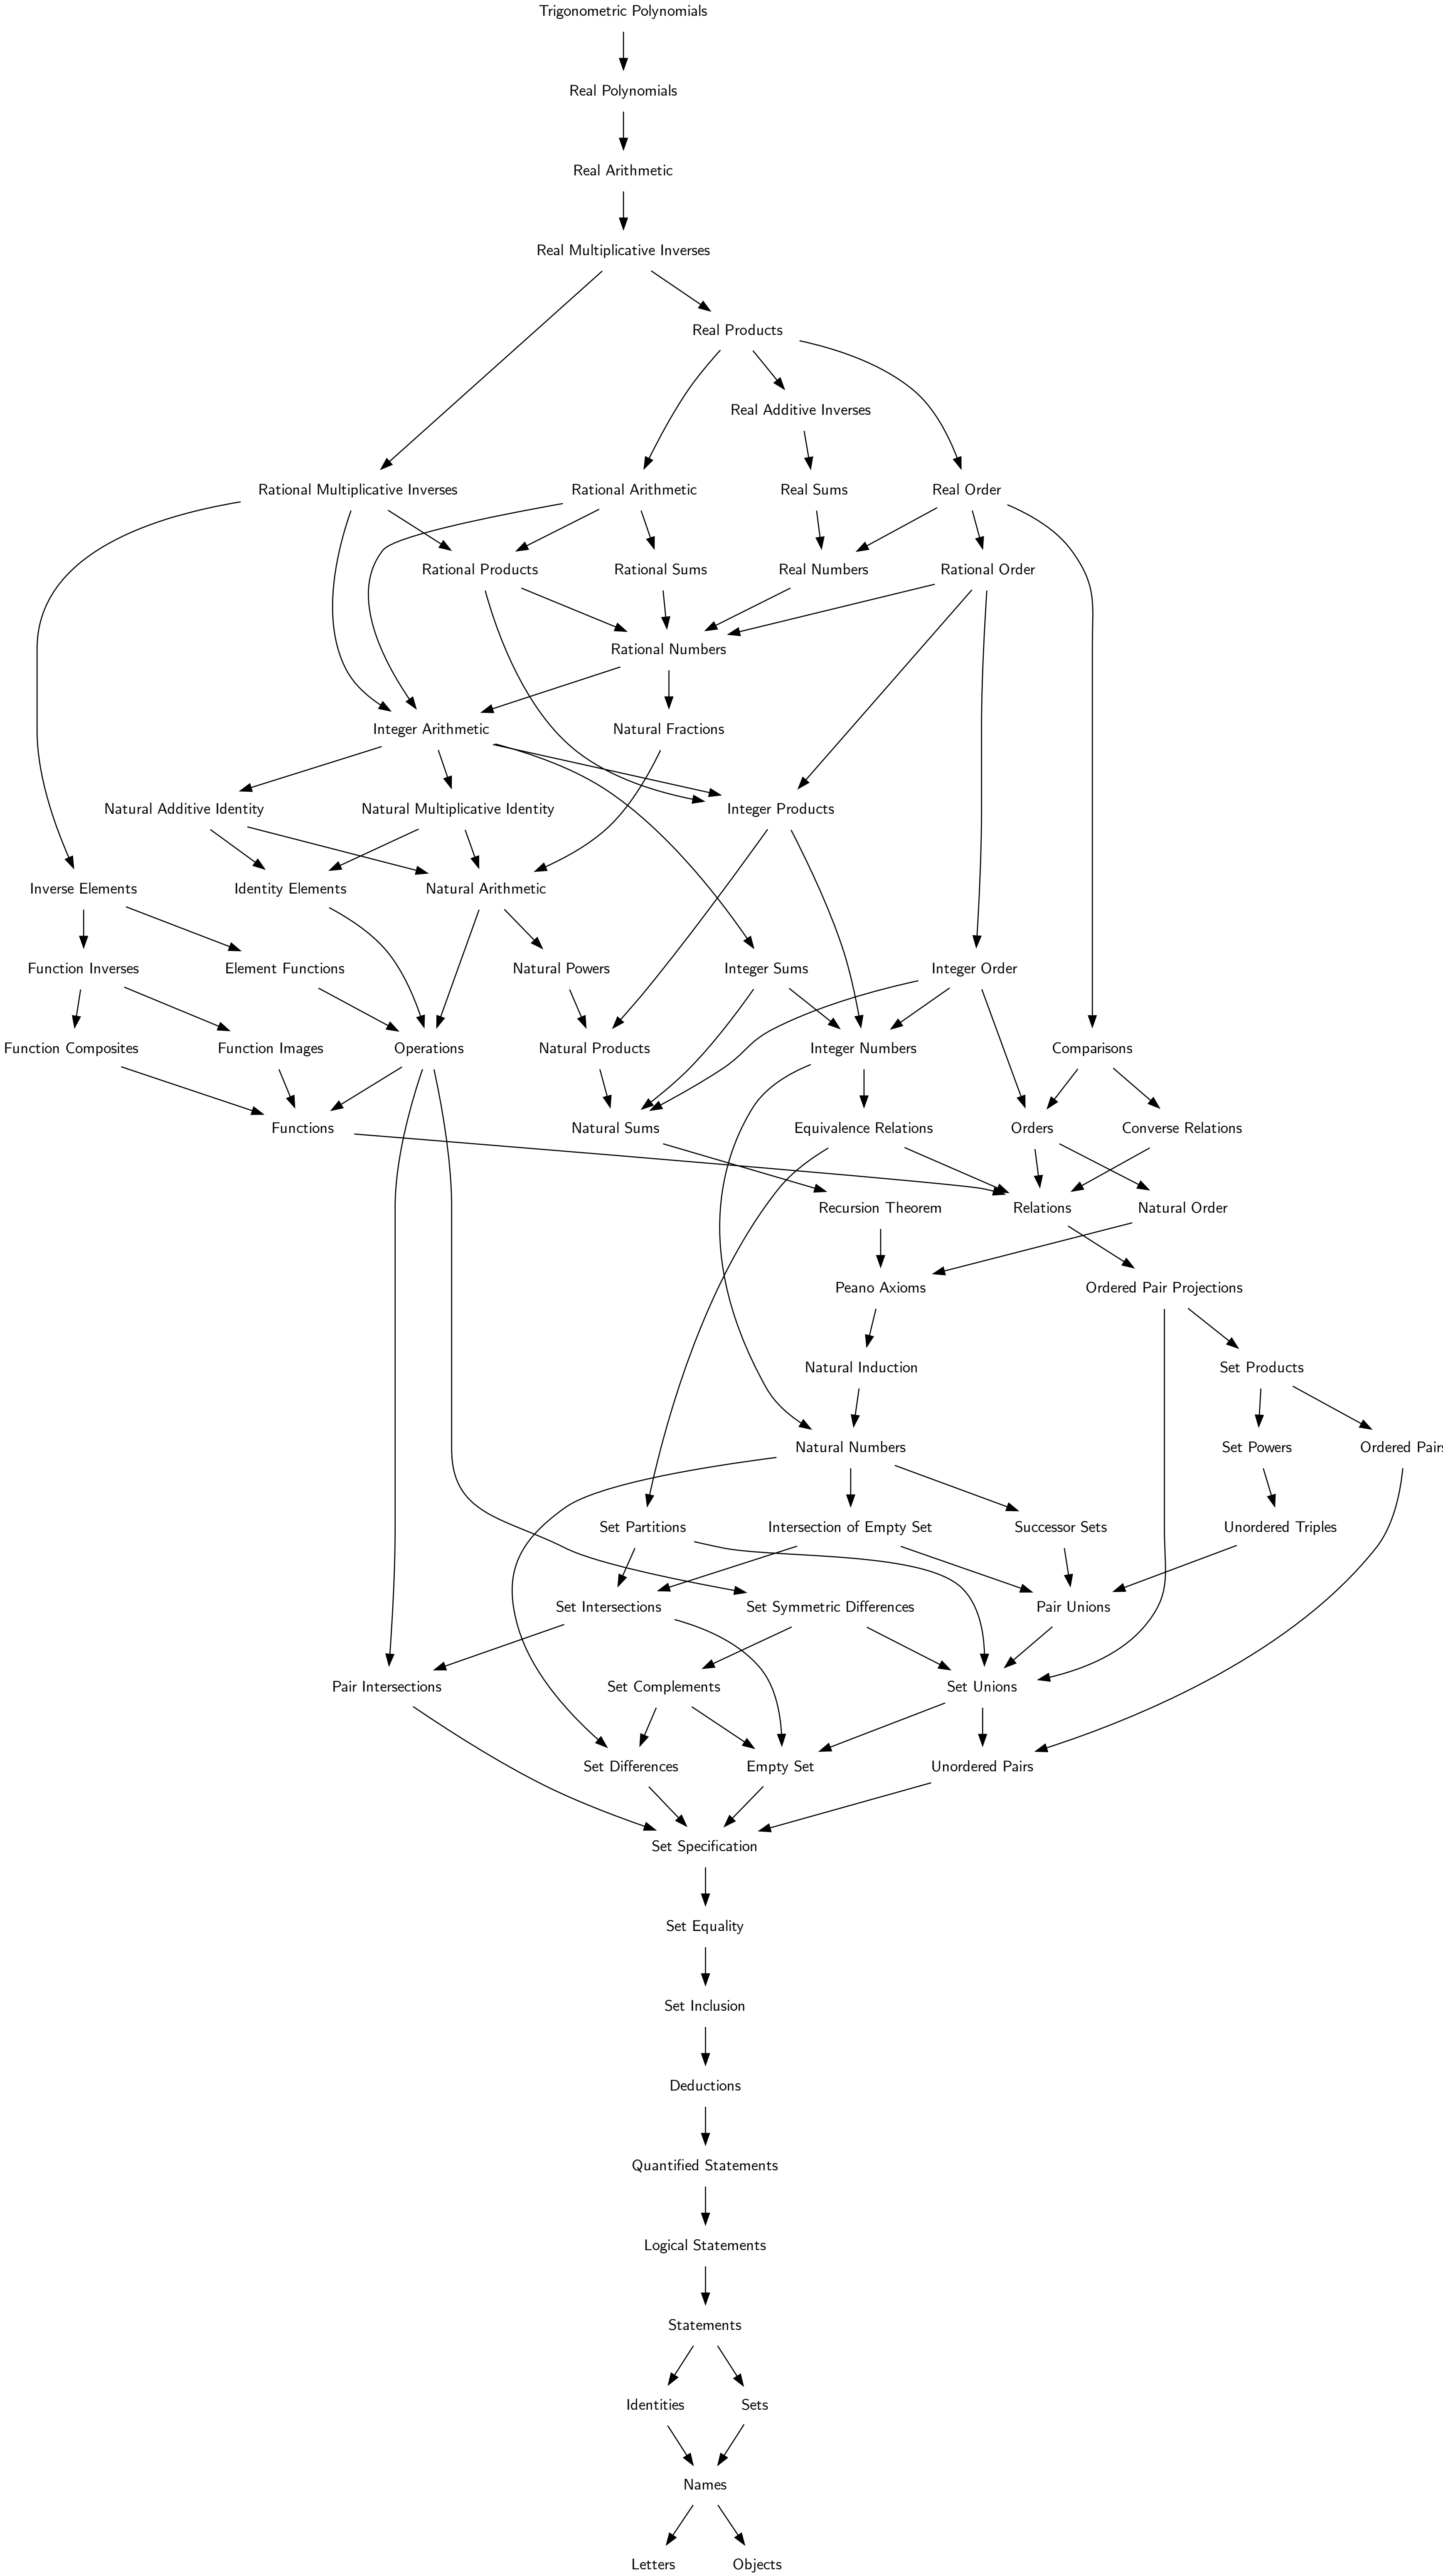 Trigonometric Polynomials
Real Polynomials
Real Arithmetic
Real Multiplicative Inverses
Real Products
Real Additive Inverses
Rational Multiplicative Inverses
Rational Arithmetic
Real Sums
Real Order
Rational Products
Rational Sums
Real Numbers
Rational Order
Rational Numbers
Integer Arithmetic
Natural Fractions
Natural Additive Identity
Natural Multiplicative Identity
Integer Products
Inverse Elements
Identity Elements
Natural Arithmetic
Function Inverses
Element Functions
Natural Powers
Integer Sums
Integer Order
Function Composites
Function Images
Operations
Natural Products
Integer Numbers
Comparisons
Functions
Natural Sums
Equivalence Relations
Orders
Converse Relations
Recursion Theorem
Relations
Natural Order
Peano Axioms
Ordered Pair Projections
Natural Induction
Set Products
Natural Numbers
Set Powers
Ordered Pairs
Set Partitions
Intersection of Empty Set
Successor Sets
Unordered Triples
Set Intersections
Set Symmetric Differences
Pair Unions
Pair Intersections
Set Complements
Set Unions
Set Differences
Empty Set
Unordered Pairs
Set Specification
Set Equality
Set Inclusion
Deductions
Quantified Statements
Logical Statements
Statements
Identities
Sets
Names
Letters
Objects